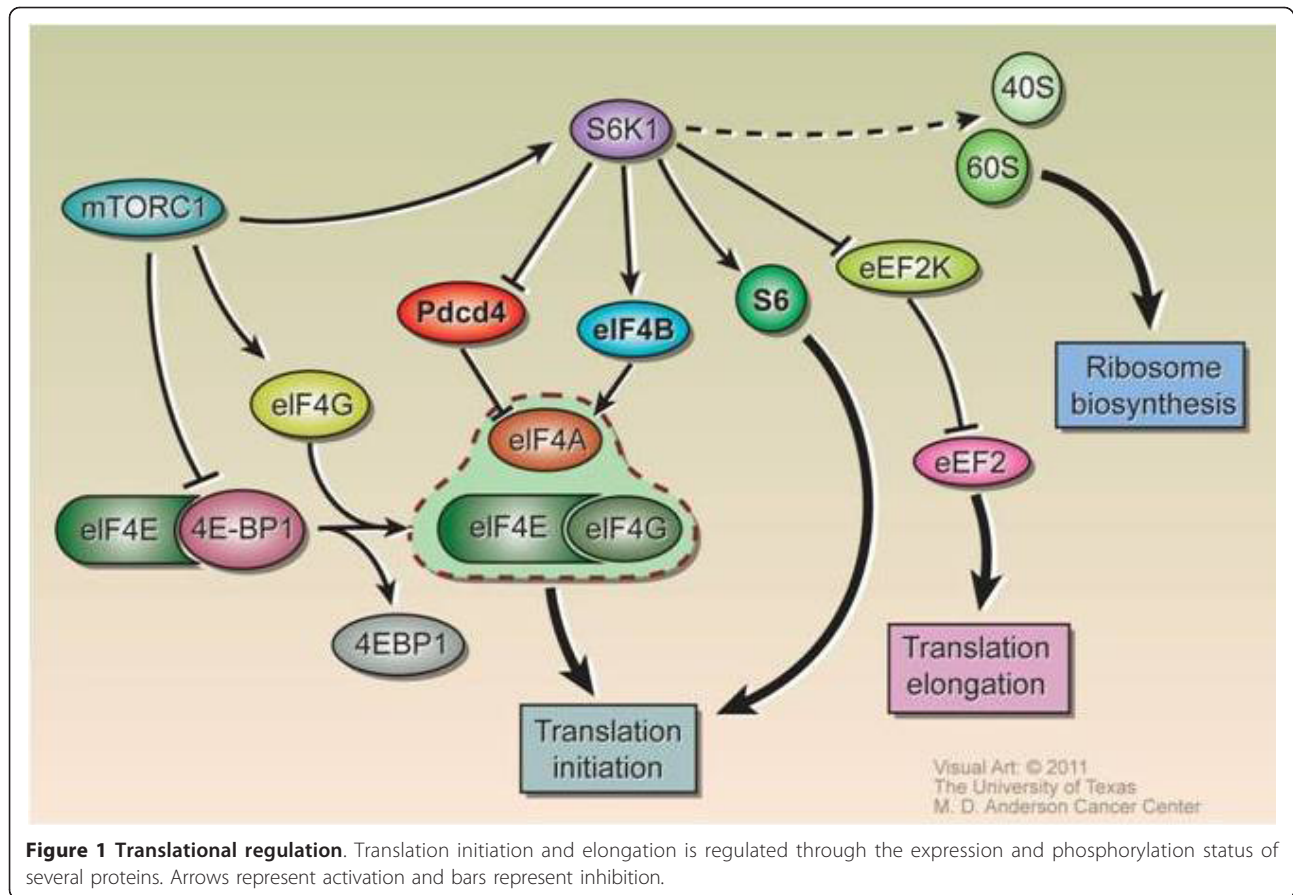 40S
S6K1
60S
mTORC1
eEF2K
Pdcd4
eIF4B
S6
Ribosome
biosynthesis
eIF4G
eIF4A
eEF2
eIF4E
4E-BP1
eIF4E
eIF4G
4EBP1
Translation
elongation
Translation
initiation
Visual Art: © 2011
The University of Texas
M. D. Anderson Cancer Center
Figure 1 Translational regulation. Translation initiation and elongation is regulated through the expression and phosphorylation status of
several proteins. Arrows represent activation and bars represent inhibition.